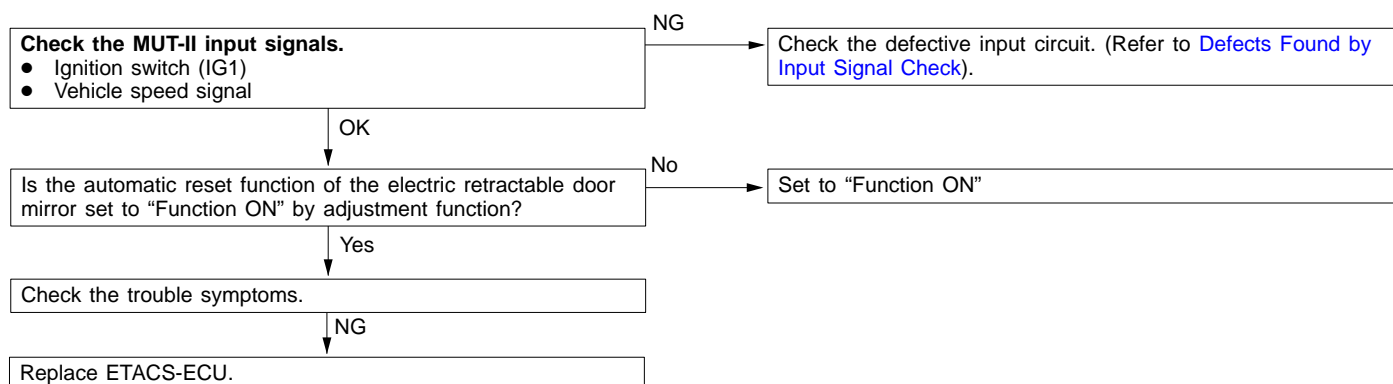 NG
Check the MUT-II input signals.
● Ignition switch (IG1)
● Vehicle speed signal
Check the defective input circuit. (Refer to Defects Found by
Input Signal Check).
OK
Is the automatic reset function of the electric retractable door
mirror set to “Function ON” by adjustment function?
No
Set to “Function ON”
Yes
Check the trouble symptoms.
NG
Replace ETACS-ECU.